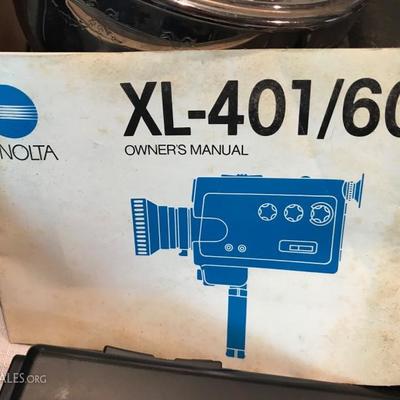 XL-401/60
NOLTA
OWNER'S MANUAL
ALES.ORG